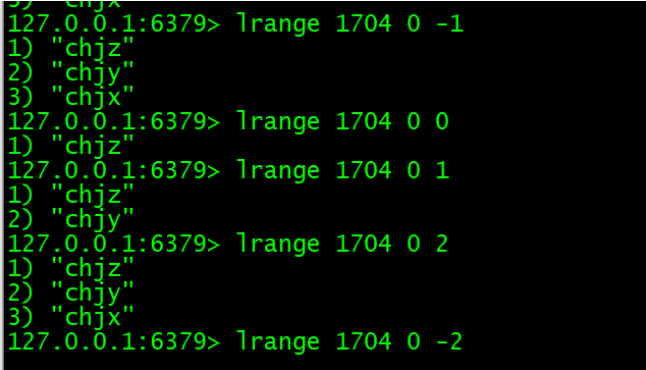 3) "chjx"
127.0.0.1:6379> lrange 1704 0 -1
1) "chjz"
2) "chjy"
3) "chjx"
127.0.0.1:6379> lrange 1704 0 0
1) "chjz"
127.0.0.1:6379> lrange 1704 0 1
1) "chjz"
2) "chjy"
127.0.0.1:6379> lrange 1704 0 2
1) "chjz"
2) "chjy"
3) "chjx"
127.0.0.1:6379> lrange 1704 0 -2